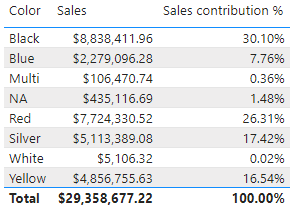 Color Sales Sales contribution %
Black $8,838,411.96 30.10%
Blue $2,279,096.28 7.76%
Multi $106,470.74 0.36%
NA $435,116.69 1.48%
Red $7,724,330.52 26.31%
Silver $5,113,389.08 17.42%
White $5,106.32 0.02%
Yellow $4,856,755.63 16.54%
Total $29,358,677.22 100.00%